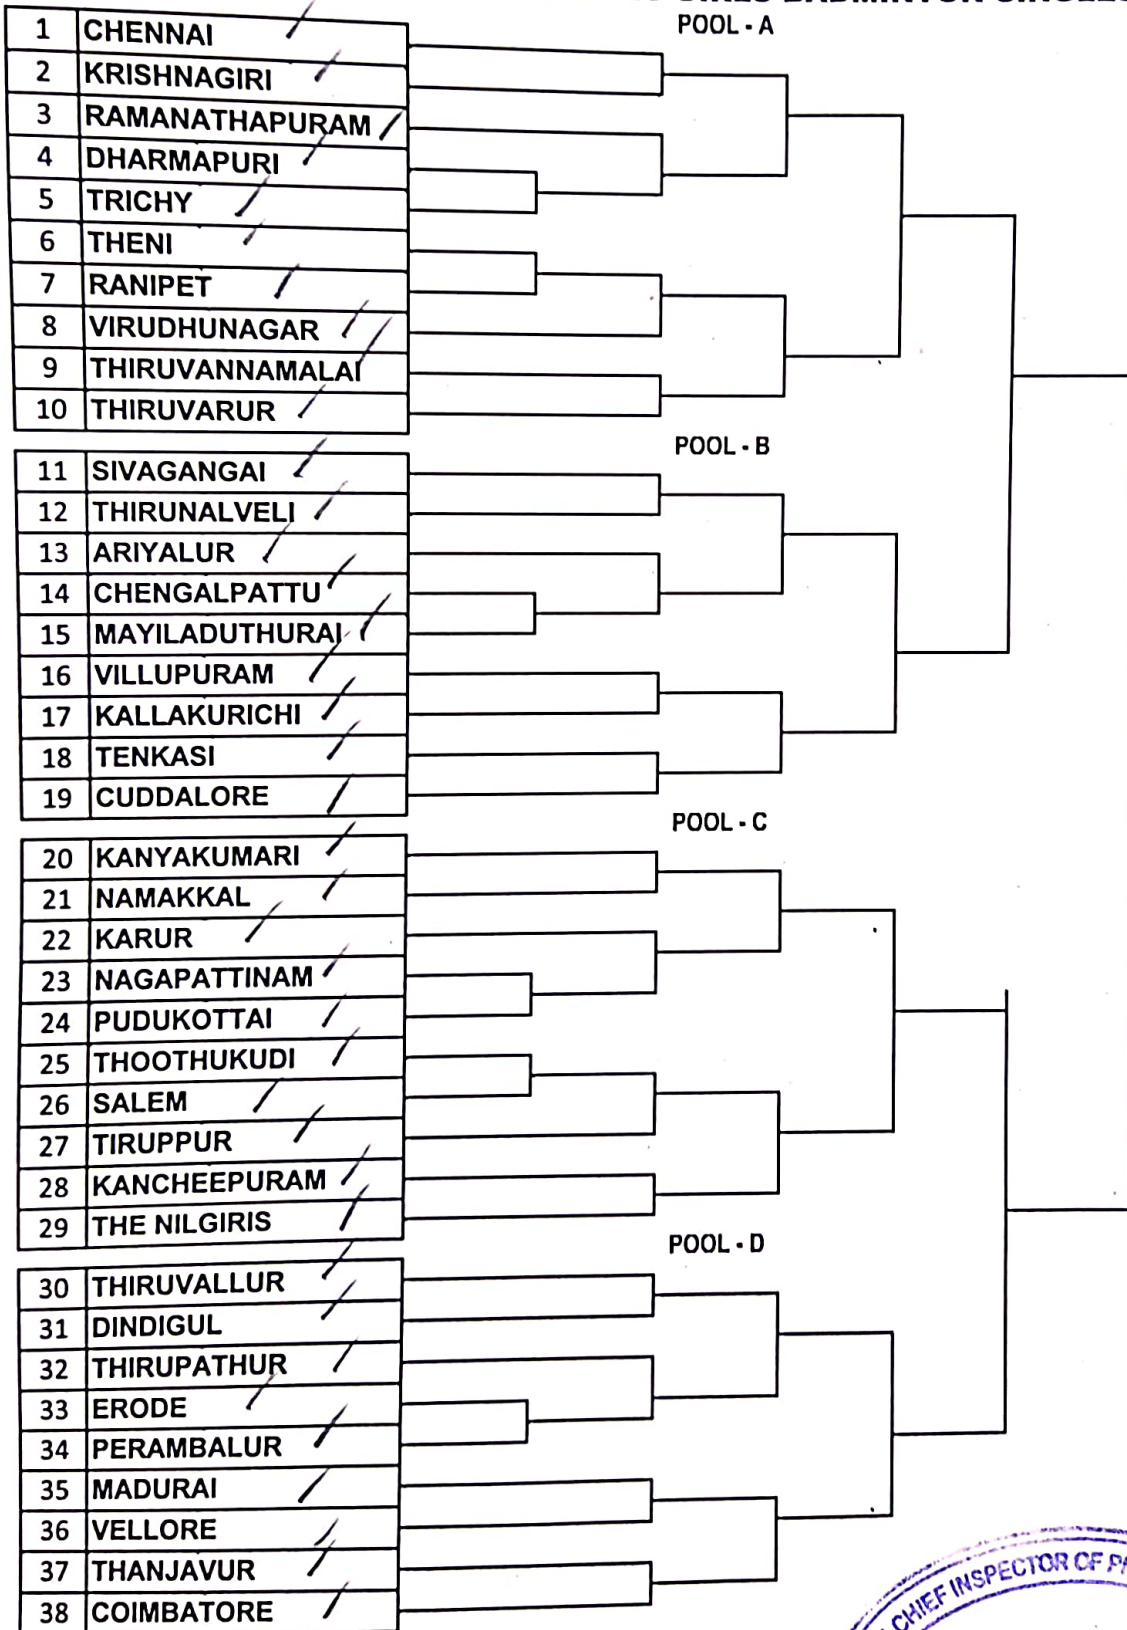 GIRLS BADMINTON SINGLES
POOL - A
1 CHENNAI
2 KRISHNAGIRI
3 RAMANATHAPURAM
4 DHARMAPURI
5 TRICHY
6 THENI
7 RANIPET
8 VIRUDHUNAGAR
9 THIRUVANNAMALAI
10 THIRUVARUR
POOL - B
11 SIVAGANGAI
12 THIRUNALVELI
13 ARIYALUR
14 CHENGALPATTU
15 MAYILADUTHURAI
16 VILLUPURAM
17 KALLAKURICHI
18 TENKASI
19 CUDDALORE
POOL - C
20 KANYAKUMARI
21 NAMAKKAL
22 KARUR
23 NAGAPATTINAM
24 PUDUKOTTAI
25 THOOTHUKUDI
26 SALEM
27 TIRUPPUR
28 KANCHEEPURAM
29 THE NILGIRIS
POOL - D
30 THIRUVALLUR
31 DINDIGUL
32 THIRUPATHUR
33 ERODE
34 PERAMBALUR
35 MADURAI
36 VELLORE
37 THANJAVUR
38 COIMBATORE
CHIEF INSPECTOR OF